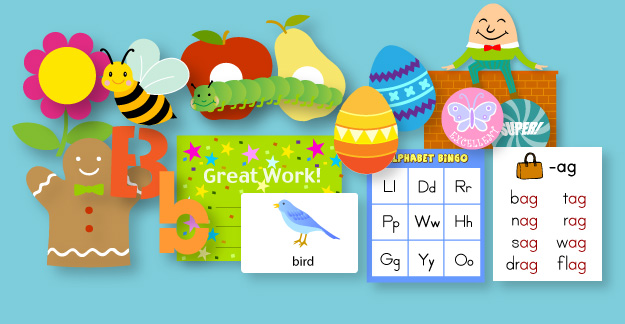 EXCELLENT
SUPER!
B
b
Great Work!
bird
ALPHABET BINGO
Ll Dd Rr
Pp Ww Hh
Gg Yy Oo
-ag
bag tag
nag rag
sag wag
drag flag